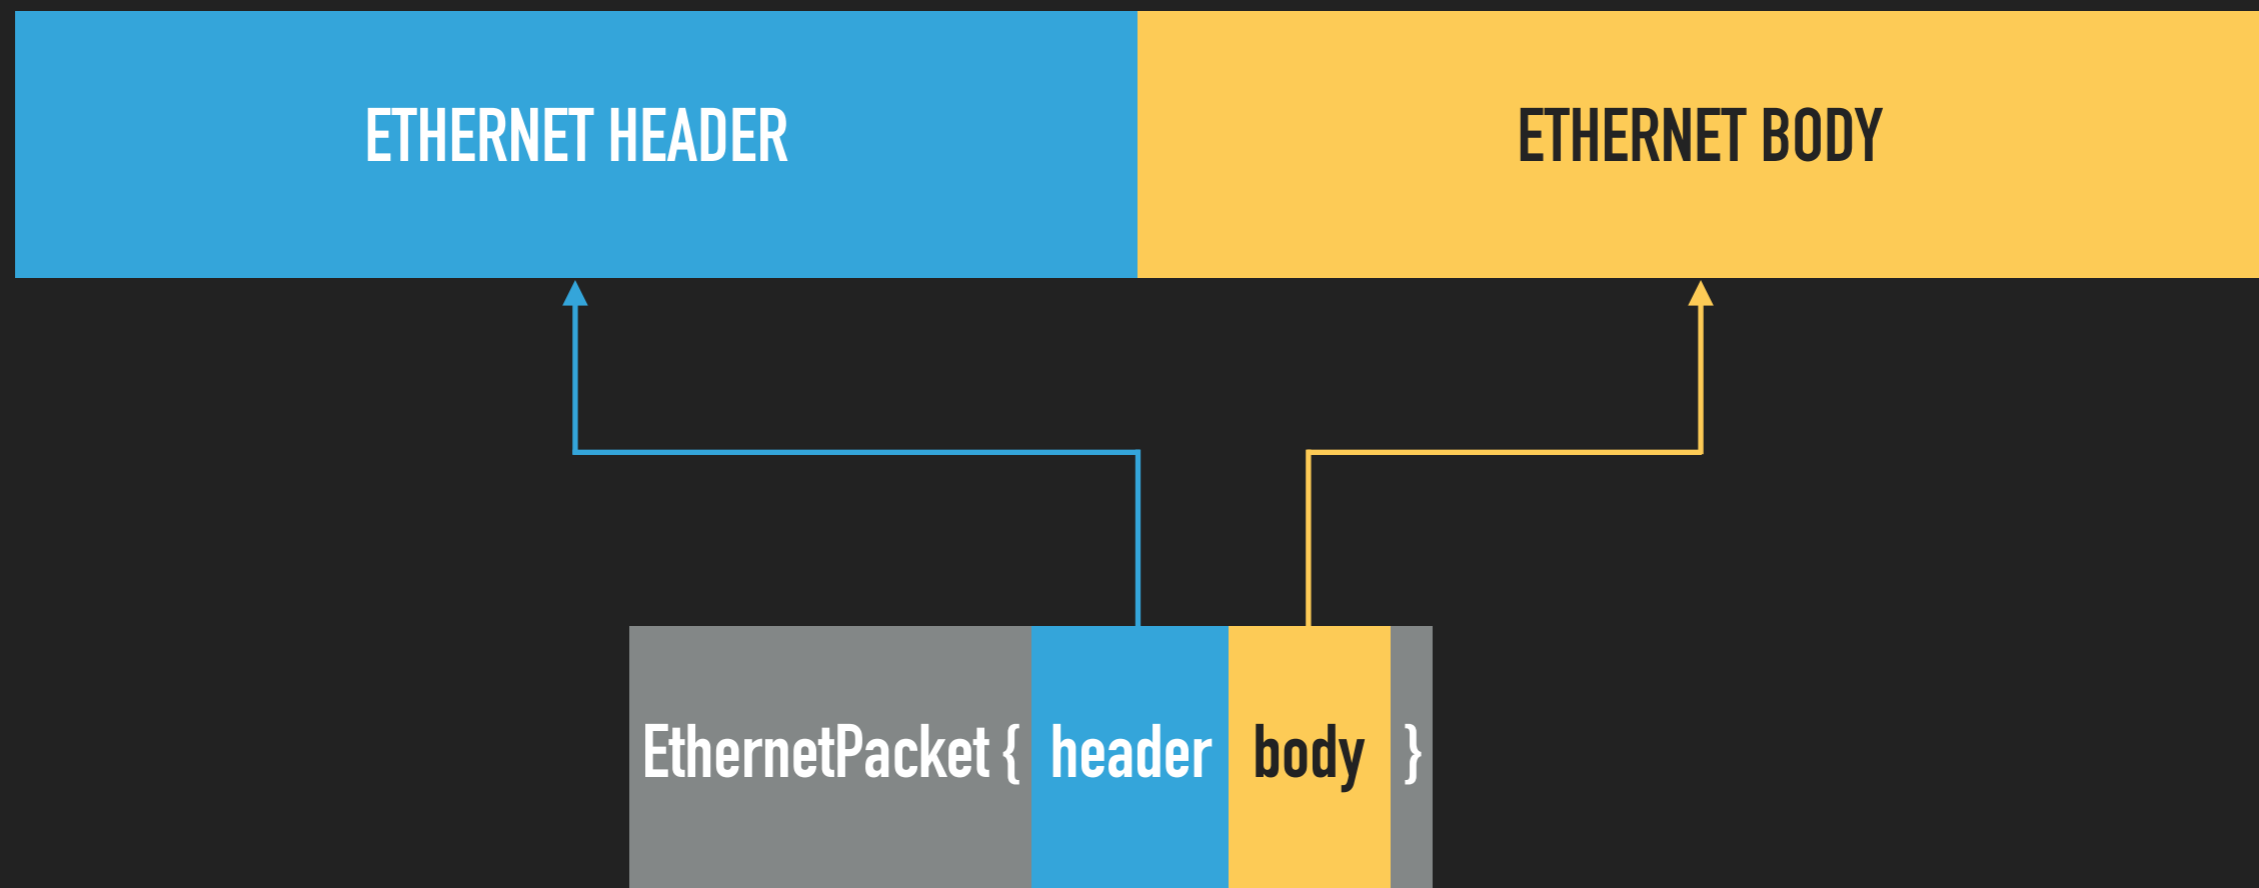 ETHERNET HEADER
ETHERNET BODY
EthernetPacket { header body }